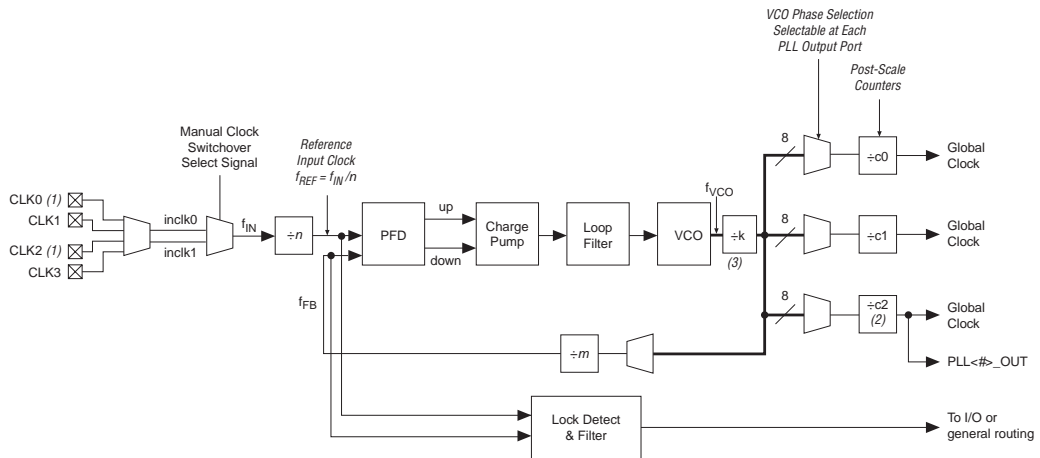 VCO Phase Selection
Selectable at Each
PLL Output Port
Post-Scale
Counters
Manual Clock
Switchover
Select Signal
Reference
Input Clock
fREF = fIN /n
8
÷c0
Global
Clock
CLK0 (1)
CLK1
CLK2 (1)
CLK3
inclk0
inclk1
fIN
÷n
PFD
up
down
Charge
Pump
Loop
Filter
VCO
fVCO
÷k
(3)
8
÷c1
Global
Clock
fFB
8
÷c2
(2)
Global
Clock
÷m
PLL<#>_OUT
Lock Detect
& Filter
To I/O or
general routing